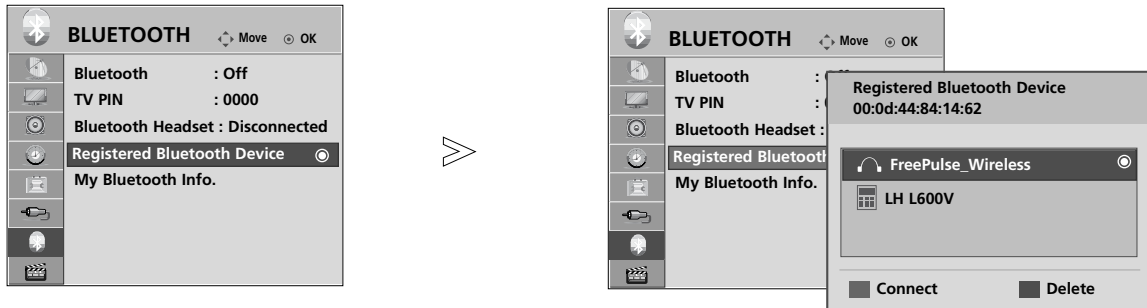 BLUETOOTH Move OK
Bluetooth : Off
TV PIN : 0000
Bluetooth Headset : Disconnected
Registered Bluetooth Device
My Bluetooth Info.
>
BLUETOOTH Move OK
Bluetooth :
TV PIN :
Bluetooth Headset :
Registered Bluetooth
My Bluetooth Info.
Registered Bluetooth Device
00:0d:44:84:14:62
FreePulse_Wireless
LH L600V
Connect Delete